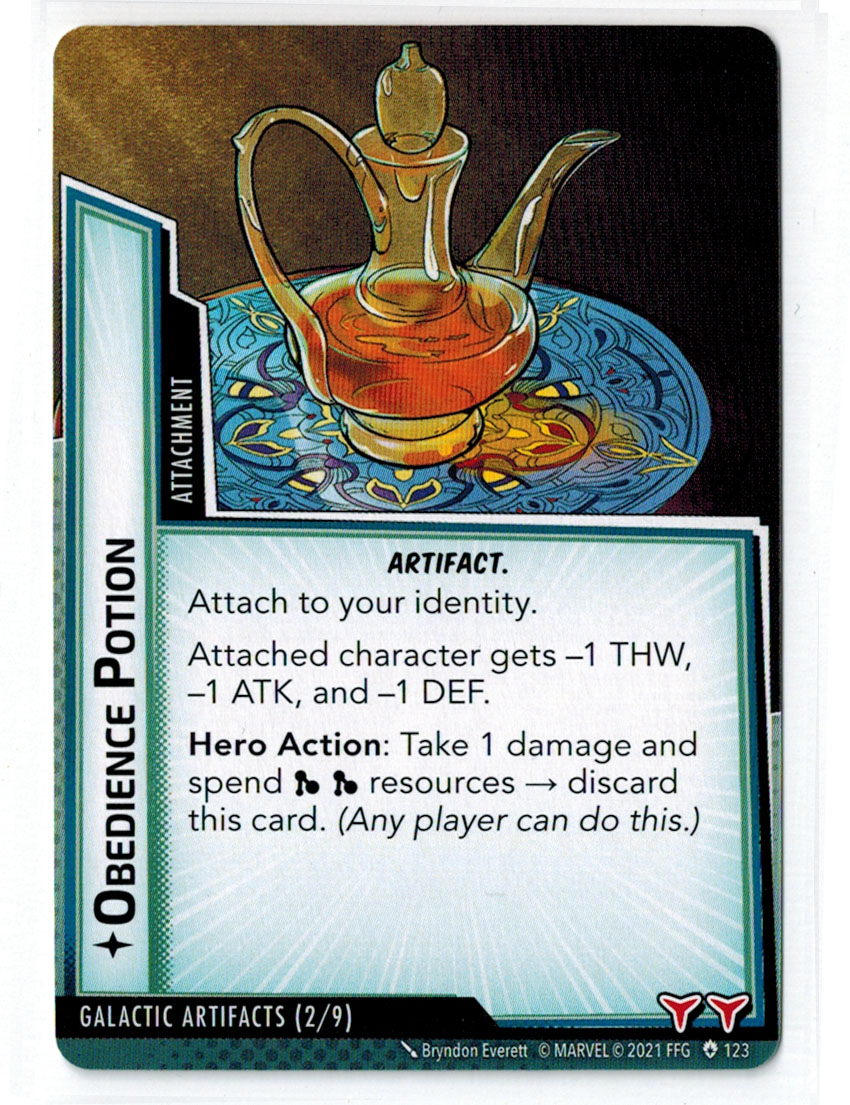 ATTACHMENT
OBEDIENCE POTION
ARTIFACT.
Attach to your identity.
Attached character gets –1 THW,
–1 ATK, and –1 DEF.
Hero Action: Take 1 damage and
spend resources → discard
this card. (Any player can do this.)
GALACTIC ARTIFACTS (2/9)
Bryndon Everett © MARVEL © 2021 FFG 123